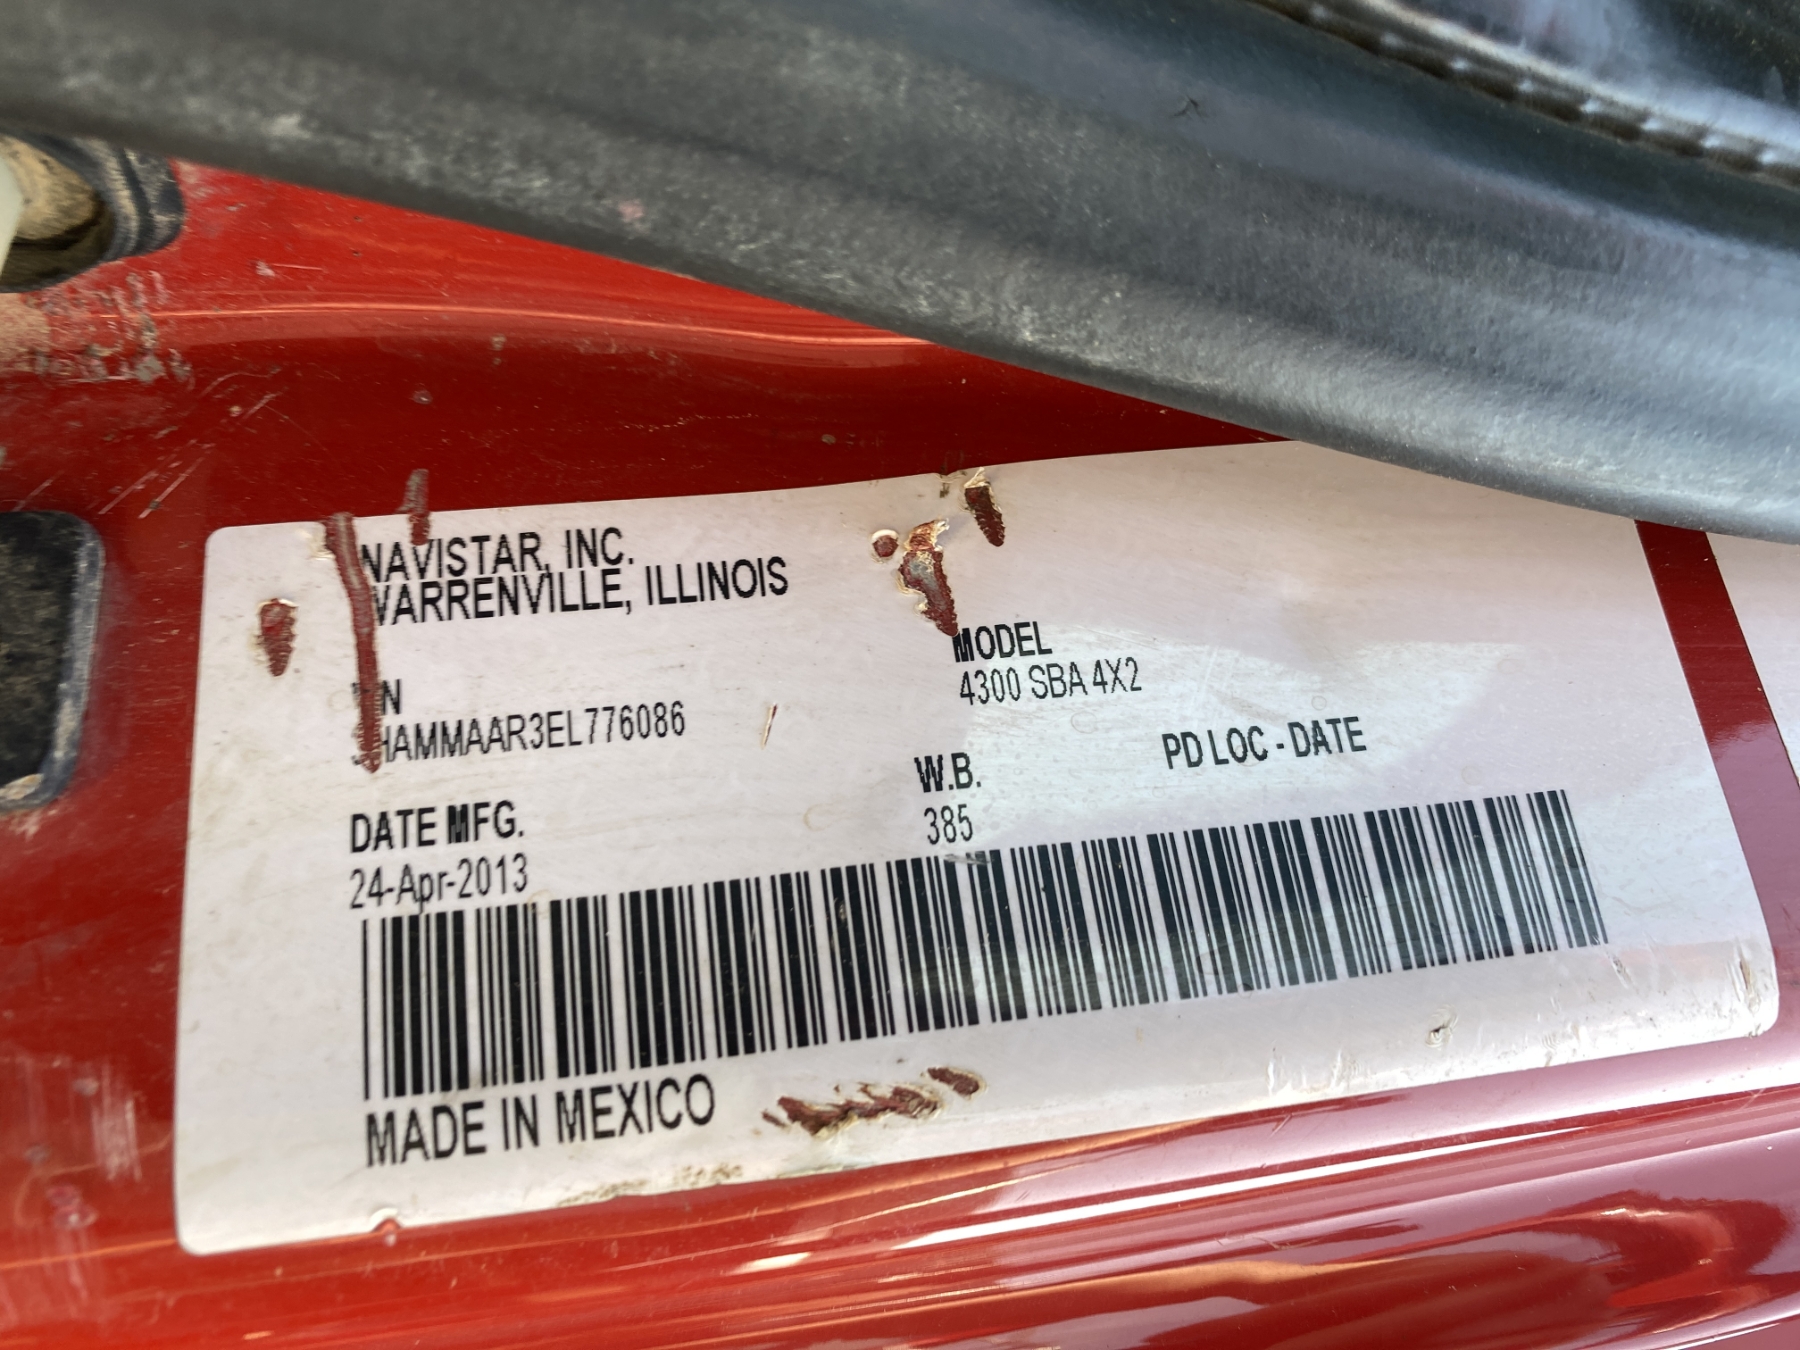 NAVISTAR, INC.
WARRENVILLE, ILLINOIS
MODEL
4300 SBA 4X2
HAMMAAR3EL776086
PD LOC - DATE
W.B.
385
DATE MFG.
24-Apr-2013
MADE IN MEXICO